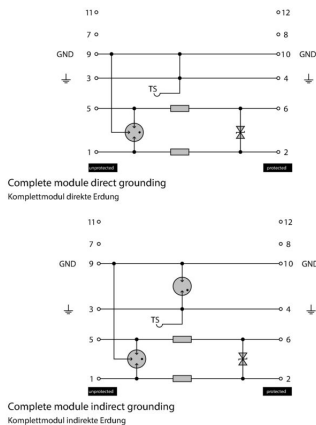 11 12
7 8
GND 9 10 GND
3 4
TS
5 6
1 2
unprotected protected
Complete module direct grounding
Komplettmodul direkte Erdung
11 12
7 8
GND 9 10 GND
3 4
TS
5 6
1 2
unprotected protected
Complete module indirect grounding
Komplettmodul indirekte Erdung